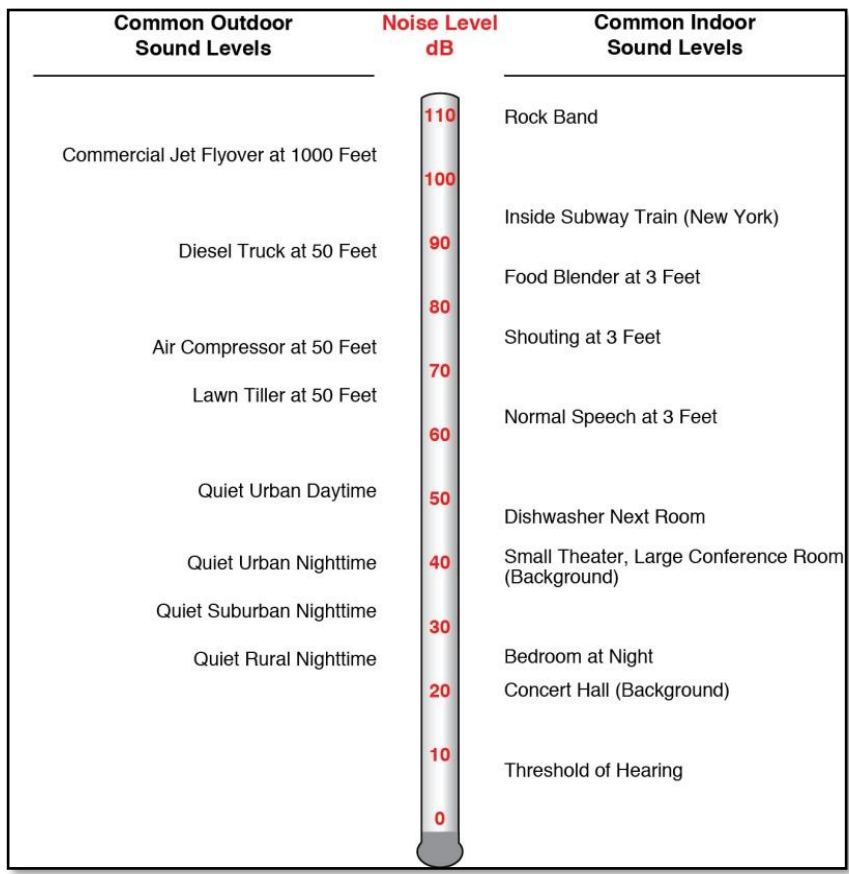 Common Outdoor
Sound Levels
Noise Level
dB
Common Indoor
Sound Levels
110
Rock Band
Commercial Jet Flyover at 1000 Feet
100
Inside Subway Train (New York)
90
Diesel Truck at 50 Feet
Food Blender at 3 Feet
80
Shouting at 3 Feet
Air Compressor at 50 Feet
70
Lawn Tiller at 50 Feet
Normal Speech at 3 Feet
60
Quiet Urban Daytime
50
Dishwasher Next Room
Quiet Urban Nighttime
40
Small Theater, Large Conference Room
(Background)
Quiet Suburban Nighttime
30
Quiet Rural Nighttime
Bedroom at Night
20
Concert Hall (Background)
10
Threshold of Hearing
0